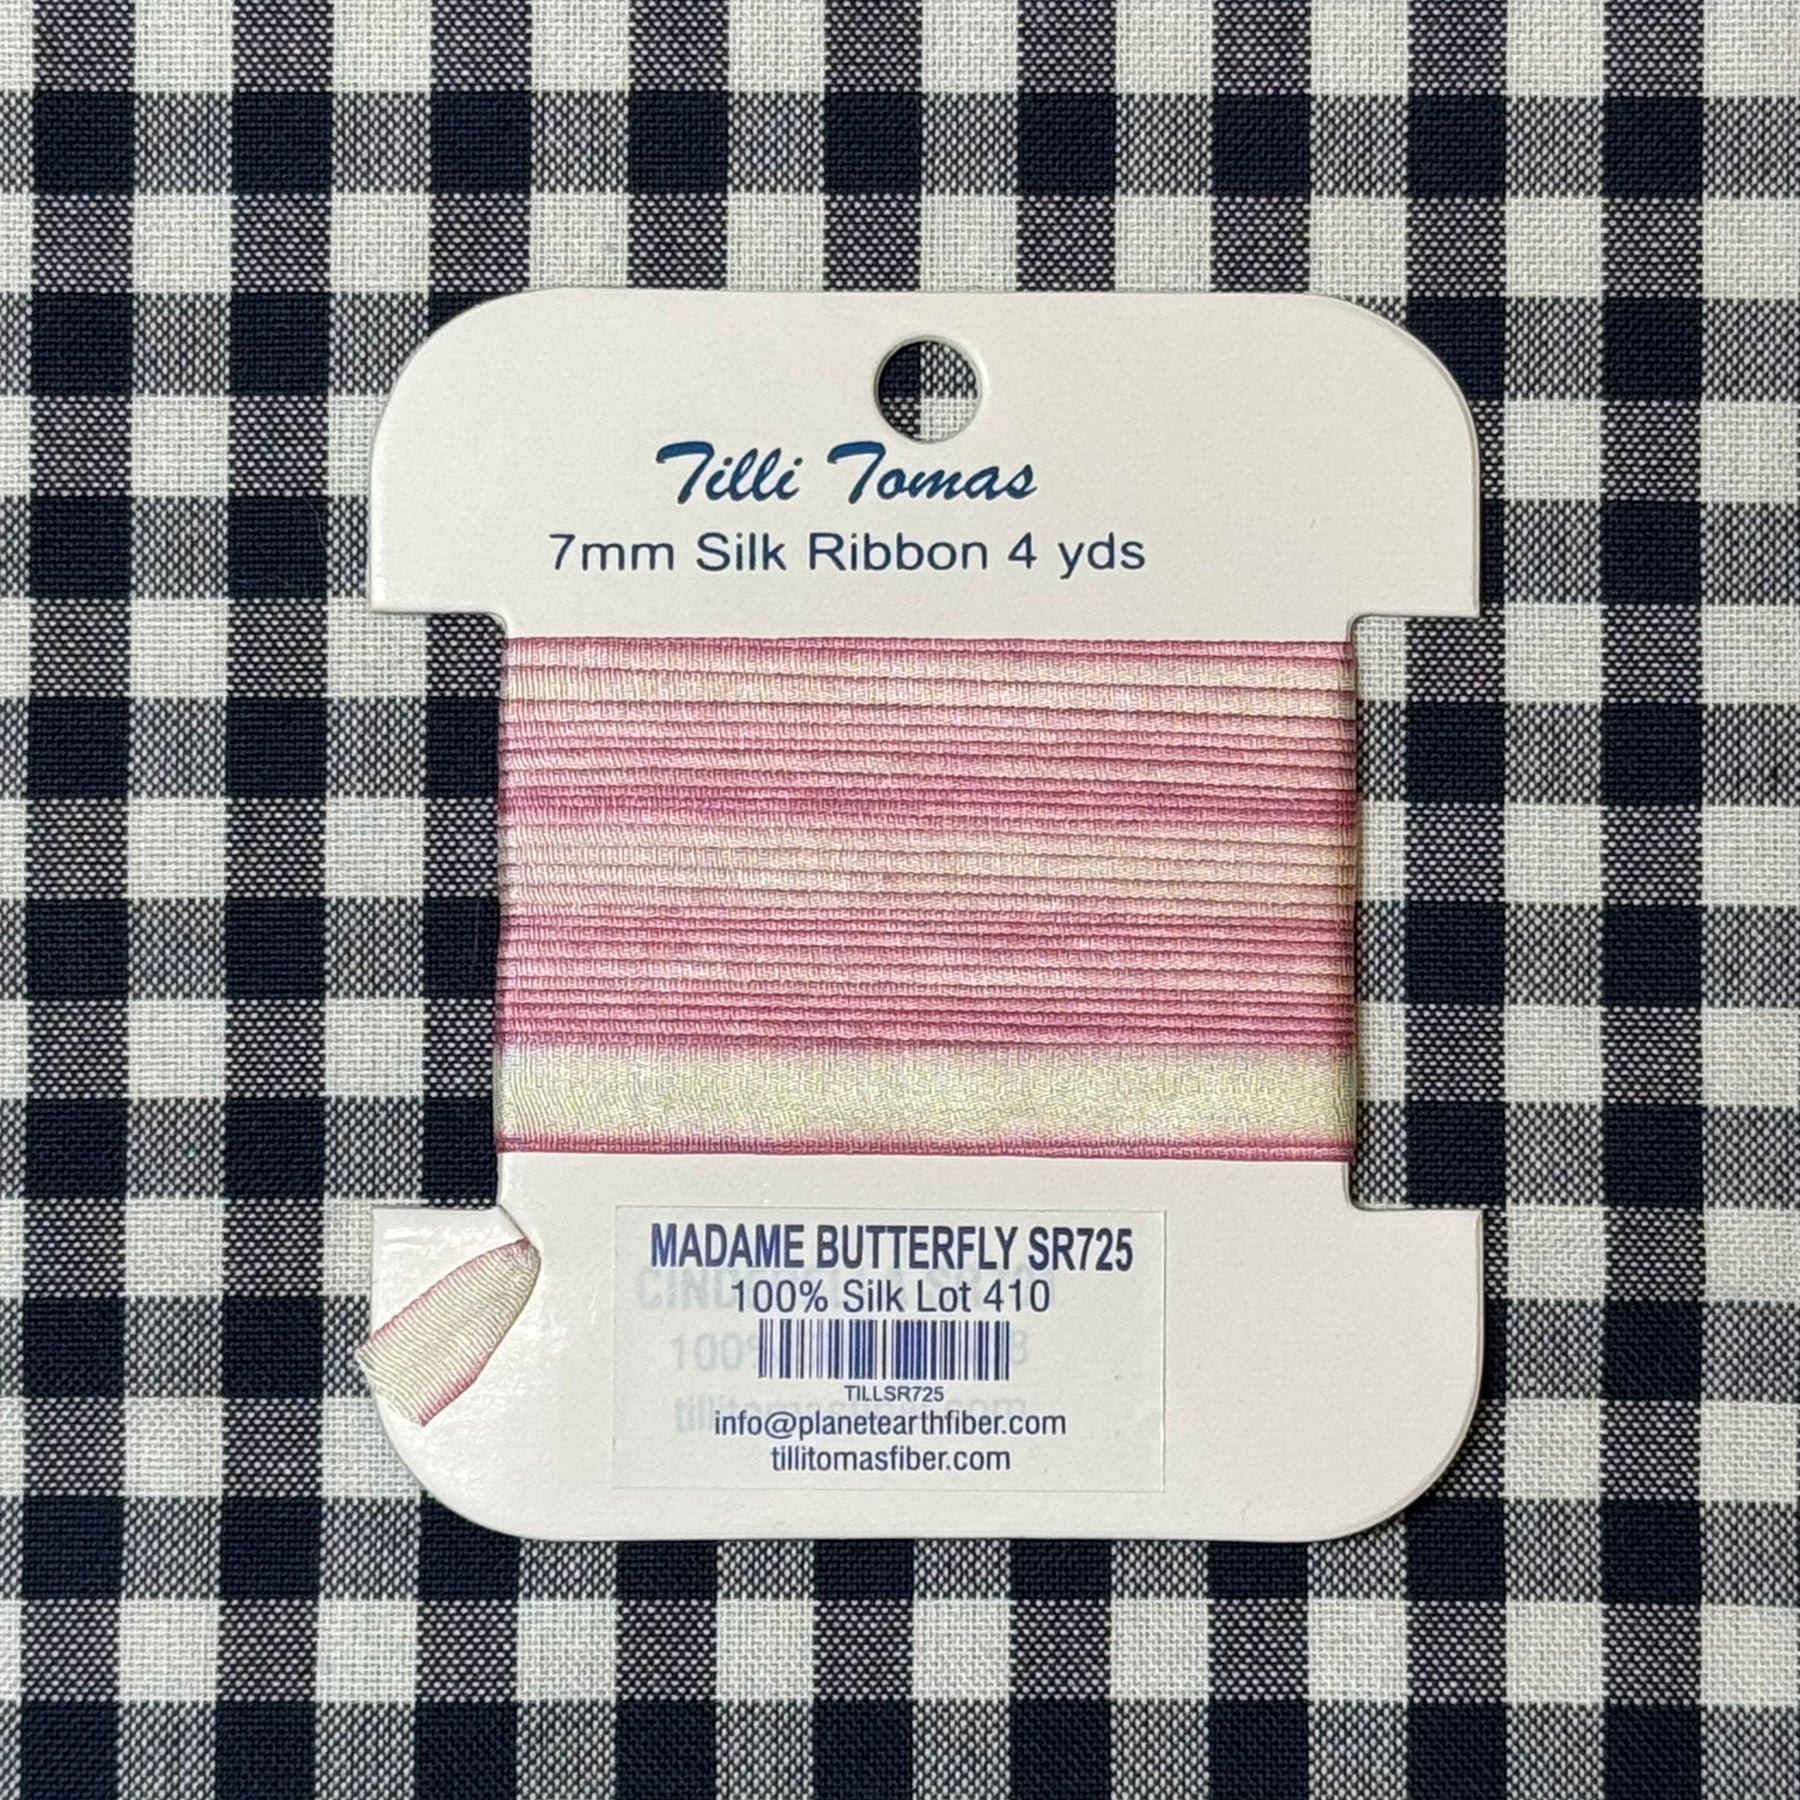 Tilli Tomas
7mm Silk Ribbon 4 yds
MADAME BUTTERFLY SR725
100% Silk Lot 410
TILLSR725
info@planetearthfiber.com
tillitomasfiber.com